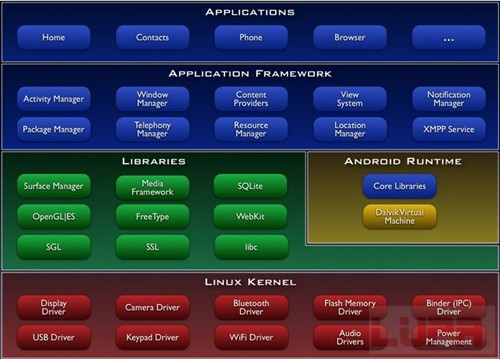 APPLICATIONS
Home
Contacts
Phone
Browser
...
APPLICATION FRAMEWORK
Activity Manager
Window
Manager
Content
Providers
View
System
Notification
Manager
Package Manager
Telephony
Manager
Resource
Manager
Location
Manager
XMPP Service
LIBRARIES
Surface Manager
Media
Framework
SQLite
OpenGL|ES
FreeType
WebKit
SGL
SSL
libc
ANDROID RUNTIME
Core Libraries
Dalvik Virtual
Machine
LINUX KERNEL
Display
Driver
Camera Driver
Bluetooth
Driver
Flash Memory
Driver
Binder (IPC)
Driver
USB Driver
Keypad Driver
WiFi Driver
Audio
Drivers
Power
Management